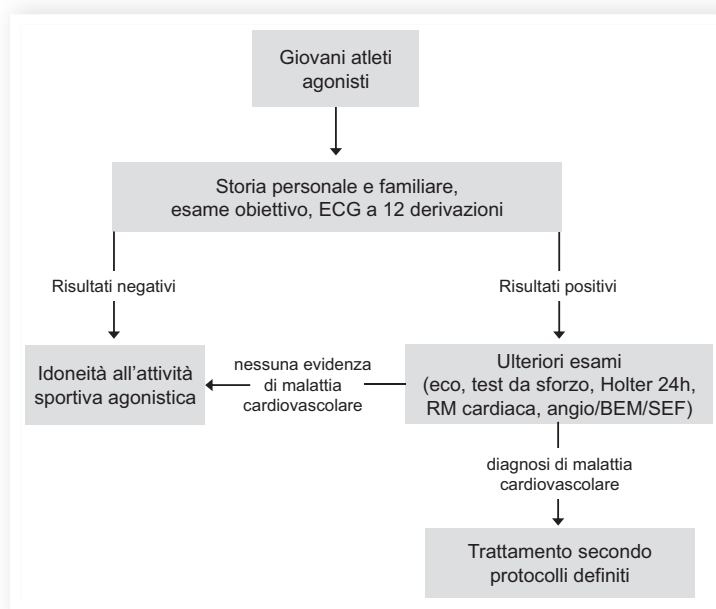 Giovani atleti
agonisti
Storia personale e familiare,
esame obiettivo, ECG a 12 derivazioni
Risultati negativi
Risultati positivi
Idoneità all'attività
sportiva agonistica
nessuna evidenza
di malattia
cardiovascolare
Ulteriori esami
(eco, test da sforzo, Holter 24h,
RM cardiaca, angio/BEM/SEF)
diagnosi di malattia
cardiovascolare
Trattamento secondo
protocolli definiti